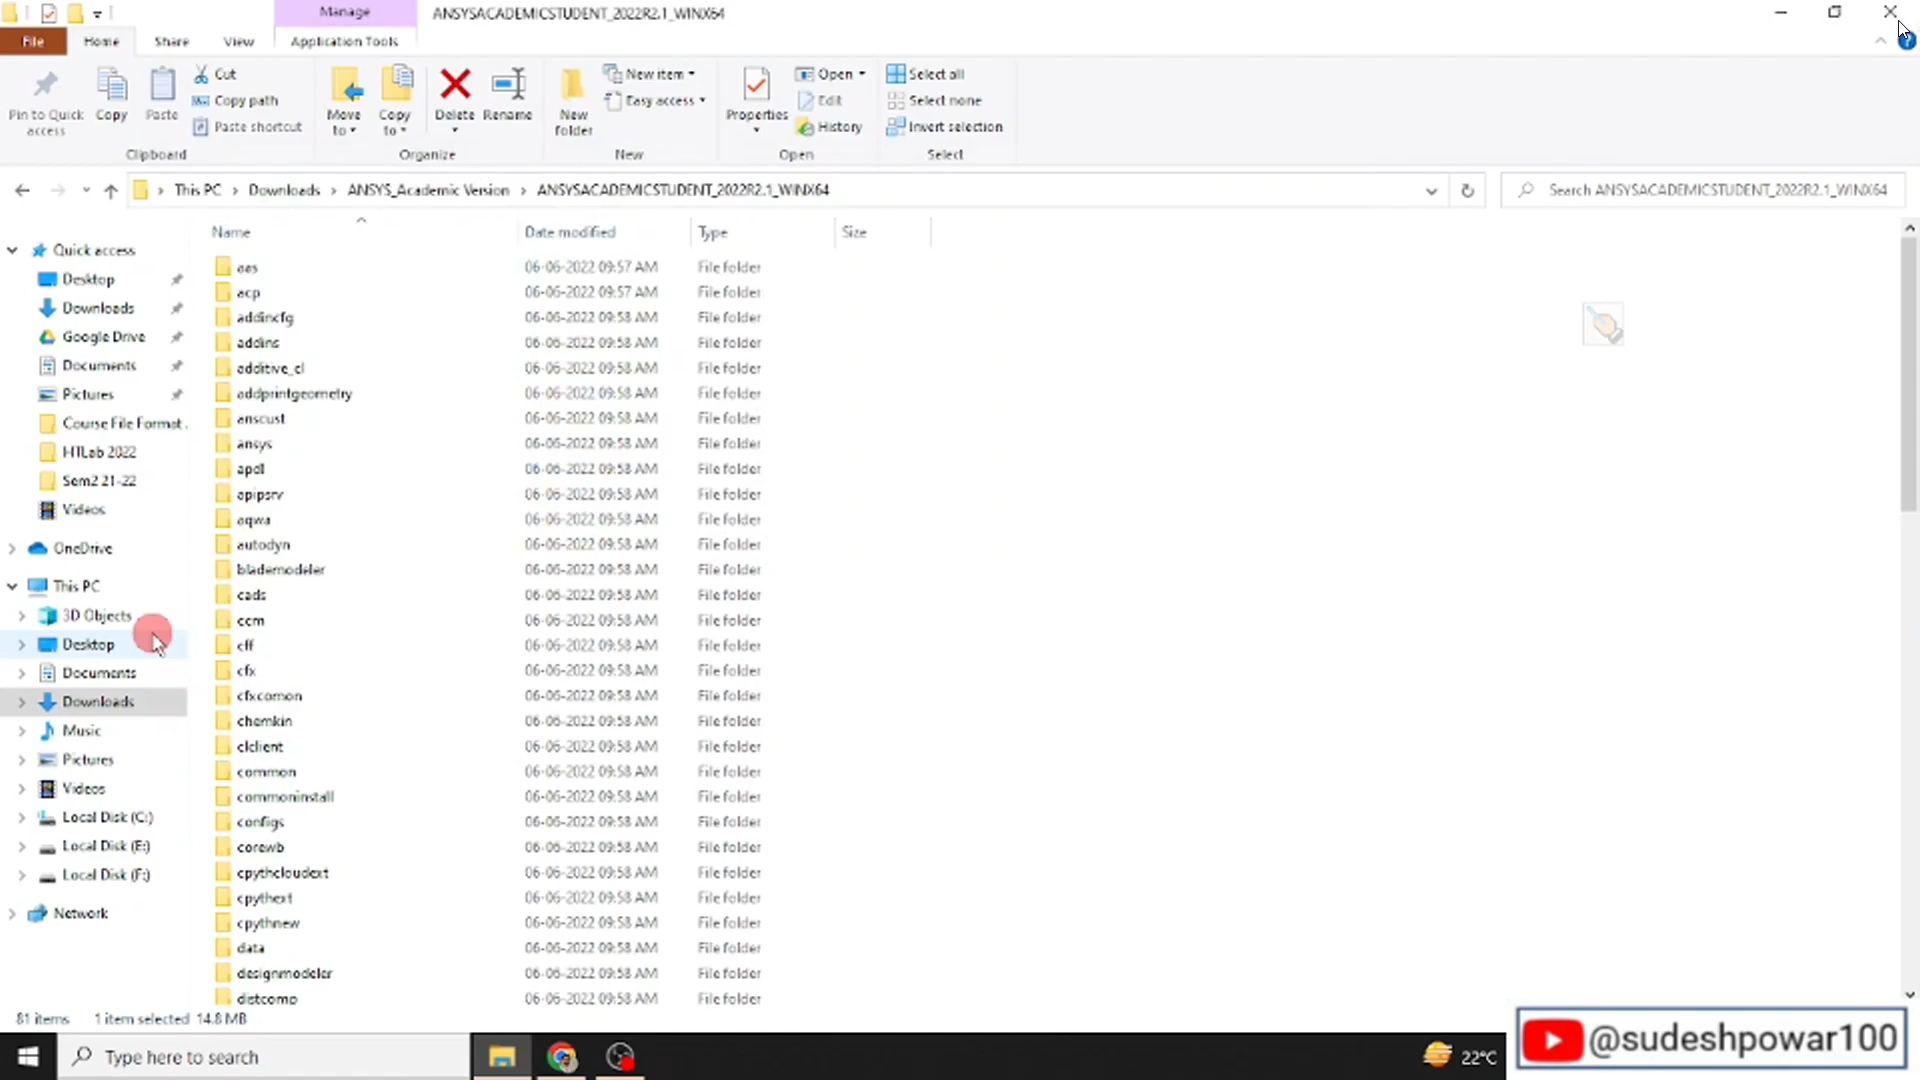 Manage
ANSYSACADEMICSTUDENT_2022R2.1_WINX64
File
Home
Share
View
Application Tools
Pin to Quick access
Copy
Paste
Cut
Copy path
Paste shortcut
Move to
Copy to
Delete
Rename
New folder
New item
Easy access
Properties
Open
Edit
History
Select all
Select none
Invert selection
Clipboard
Organize
New
Open
Select
This PC
Downloads
ANSYS_Academic Version
ANSYSACADEMICSTUDENT_2022R2.1_WINX64
Search ANSYSACADEMICSTUDENT_2022R2.1_WINX64
Quick access
Desktop
Downloads
Google Drive
Documents
Pictures
Course File Format .
HTLab 2022
Sem2 21-22
Videos
OneDrive
This PC
3D Objects
Desktop
Documents
Downloads
Music
Pictures
Videos
Local Disk (C:)
Local Disk (E:)
Local Disk (F:)
Network
Name Date modified Type Size
aas 06-06-2022 09:57 AM File folder
acp 06-06-2022 09:57 AM File folder
addincfg 06-06-2022 09:58 AM File folder
addins 06-06-2022 09:58 AM File folder
additive_cl 06-06-2022 09:58 AM File folder
addprintgeometry 06-06-2022 09:58 AM File folder
anscust 06-06-2022 09:58 AM File folder
ansys 06-06-2022 09:58 AM File folder
apdl 06-06-2022 09:58 AM File folder
apipsrv 06-06-2022 09:58 AM File folder
aqwa 06-06-2022 09:58 AM File folder
autodyn 06-06-2022 09:58 AM File folder
blademodeler 06-06-2022 09:58 AM File folder
cads 06-06-2022 09:58 AM File folder
ccm 06-06-2022 09:58 AM File folder
cff 06-06-2022 09:58 AM File folder
cfx 06-06-2022 09:58 AM File folder
cfxcomon 06-06-2022 09:58 AM File folder
chemkin 06-06-2022 09:58 AM File folder
clclient 06-06-2022 09:58 AM File folder
common 06-06-2022 09:58 AM File folder
commoninstall 06-06-2022 09:58 AM File folder
configs 06-06-2022 09:58 AM File folder
corewb 06-06-2022 09:58 AM File folder
cpythcloudext 06-06-2022 09:58 AM File folder
cpythext 06-06-2022 09:58 AM File folder
cpythnew 06-06-2022 09:58 AM File folder
data 06-06-2022 09:58 AM File folder
designmodeler 06-06-2022 09:58 AM File folder
distcomp 06-06-2022 09:58 AM File folder
81 items 1 item selected 14.8 MB
Type here to search
22°C
@sudeshpowar100